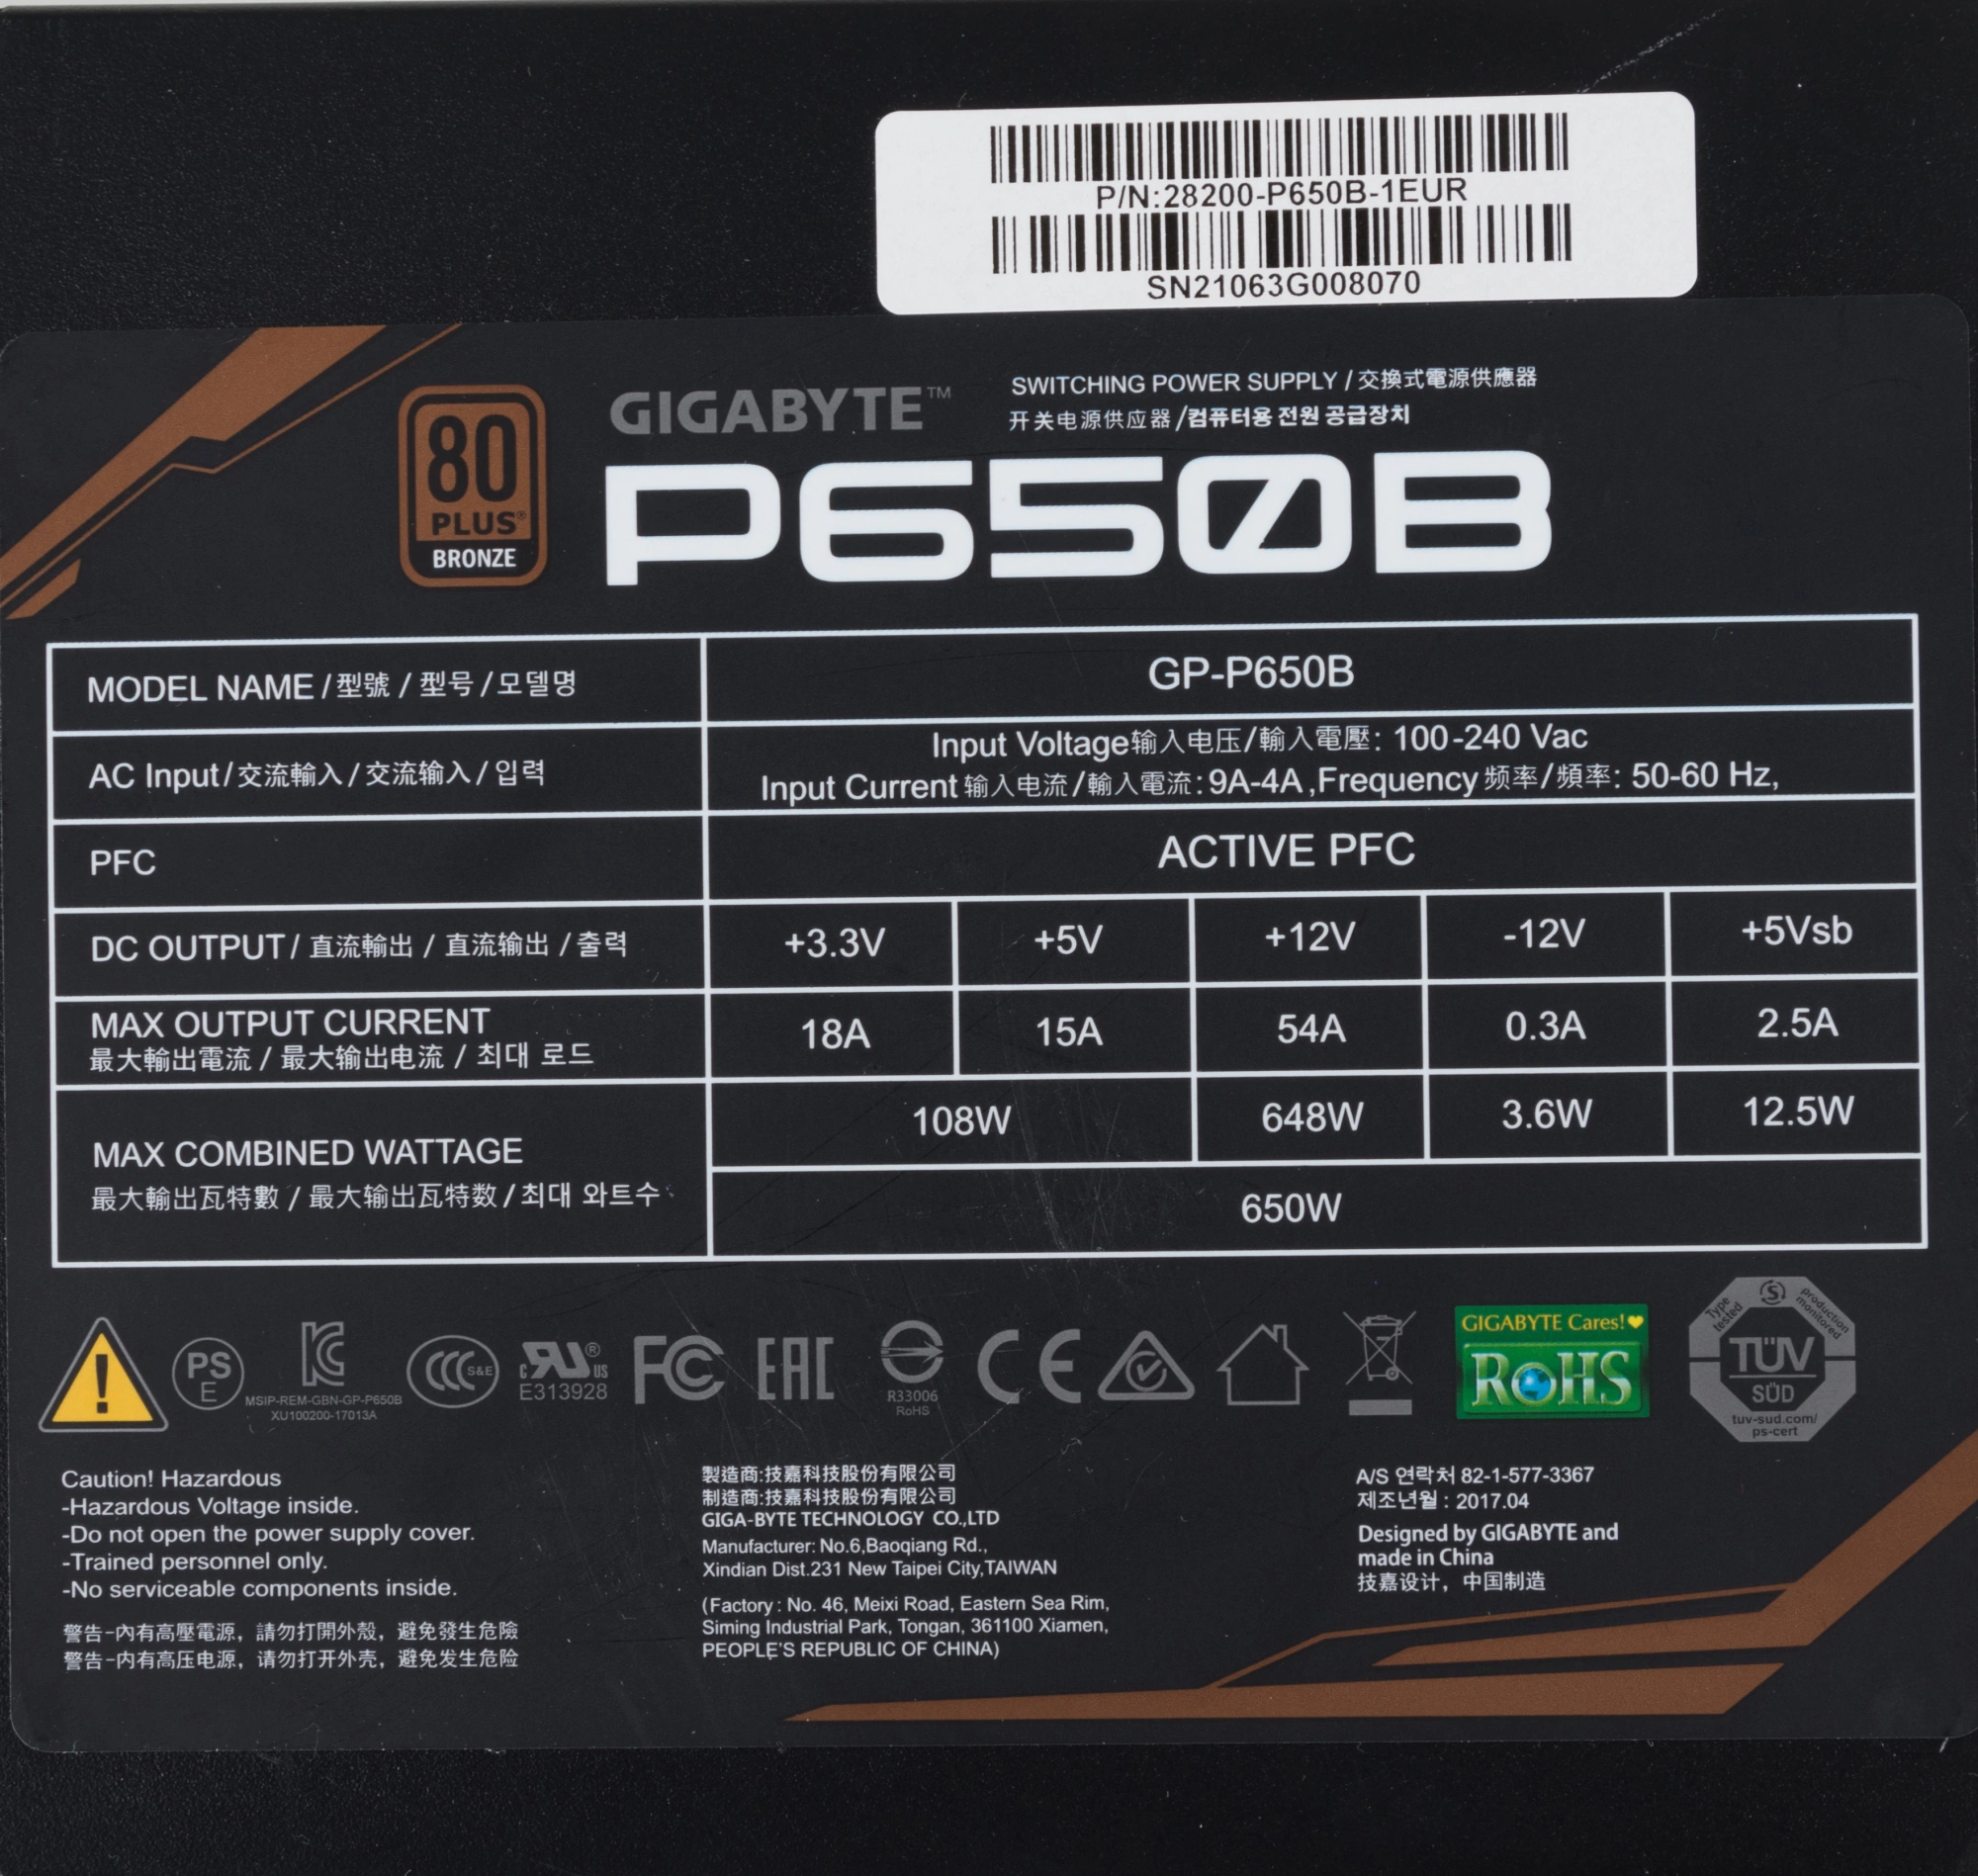 P/N:28200-P650B-1EUR
SN21063G008070
80
PLUS®
BRONZE
GIGABYTE™
SWITCHING POWER SUPPLY / 交換式電源供應器
开关电源供应器 /컴퓨터용 전원 공급장치
P650B
MODEL NAME / 型號 / 型号 / 모델명
GP-P650B
AC Input / 交流輸入 / 交流输入 / 입력
Input Voltage输入电压/輸入電壓: 100-240 Vac
Input Current 输入电流/輸入電流: 9A-4A ,Frequency 频率/頻率: 50-60 Hz,
PFC
ACTIVE PFC
DC OUTPUT / 直流輸出 / 直流输出 / 출력
+3.3V +5V +12V -12V +5Vsb
MAX OUTPUT CURRENT
最大輸出電流 / 最大输出电流 / 최대 로드
18A 15A 54A 0.3A 2.5A
MAX COMBINED WATTAGE
最大輸出瓦特數 / 最大输出瓦特数 / 최대 와트수
108W 648W 3.6W 12.5W
650W
PS
E
MSIP-REM-GBN-GP-P650B
XU100200-17013A
CCC S&E
c RU® US
E313928
FC
EAC
R33006
RoHS
CE
GIGABYTE Cares!
RoHS
Type tested
production monitored
TÜV
SÜD
tuv-sud.com/
ps-cert
Caution! Hazardous
-Hazardous Voltage inside.
-Do not open the power supply cover.
-Trained personnel only.
-No serviceable components inside.
警告-內有高壓電源，請勿打開外殼，避免發生危險
警告-内有高压电源，请勿打开外壳，避免发生危险
製造商:技嘉科技股份有限公司
制造商:技嘉科技股份有限公司
GIGA-BYTE TECHNOLOGY CO.,LTD
Manufacturer: No.6,Baoqiang Rd.,
Xindian Dist.231 New Taipei City,TAIWAN
(Factory : No. 46, Meixi Road, Eastern Sea Rim,
Siming Industrial Park, Tongan, 361100 Xiamen,
PEOPLE'S REPUBLIC OF CHINA)
A/S 연락처 82-1-577-3367
제조년월 : 2017.04
Designed by GIGABYTE and
made in China
技嘉设计，中国制造